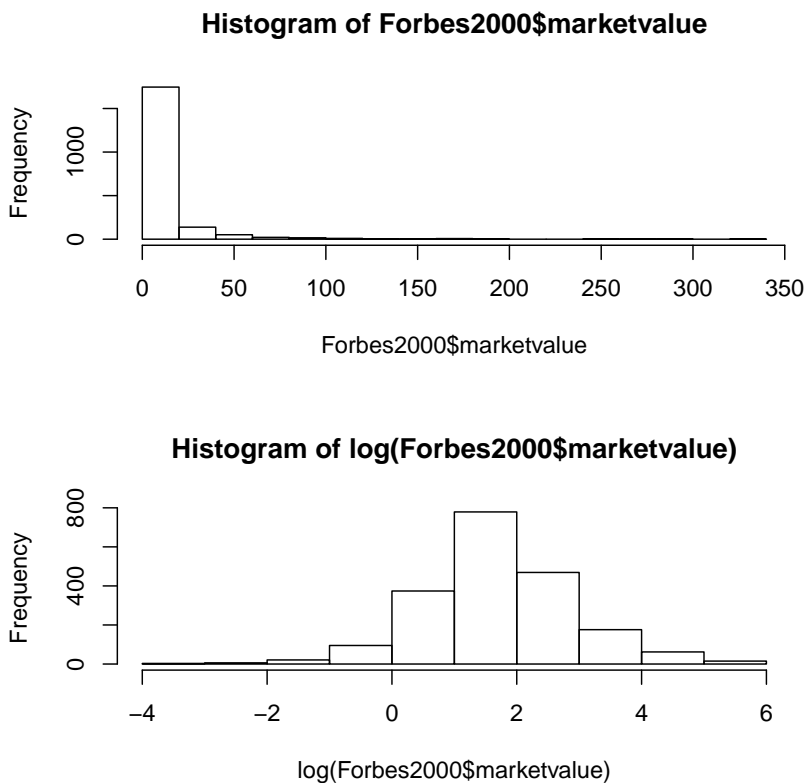 Histogram of Forbes2000$marketvalue
Frequency
0 1000
0 50 100 150 200 250 300 350
Forbes2000$marketvalue
Histogram of log(Forbes2000$marketvalue)
Frequency
0 400 800
−4 −2 0 2 4 6
log(Forbes2000$marketvalue)